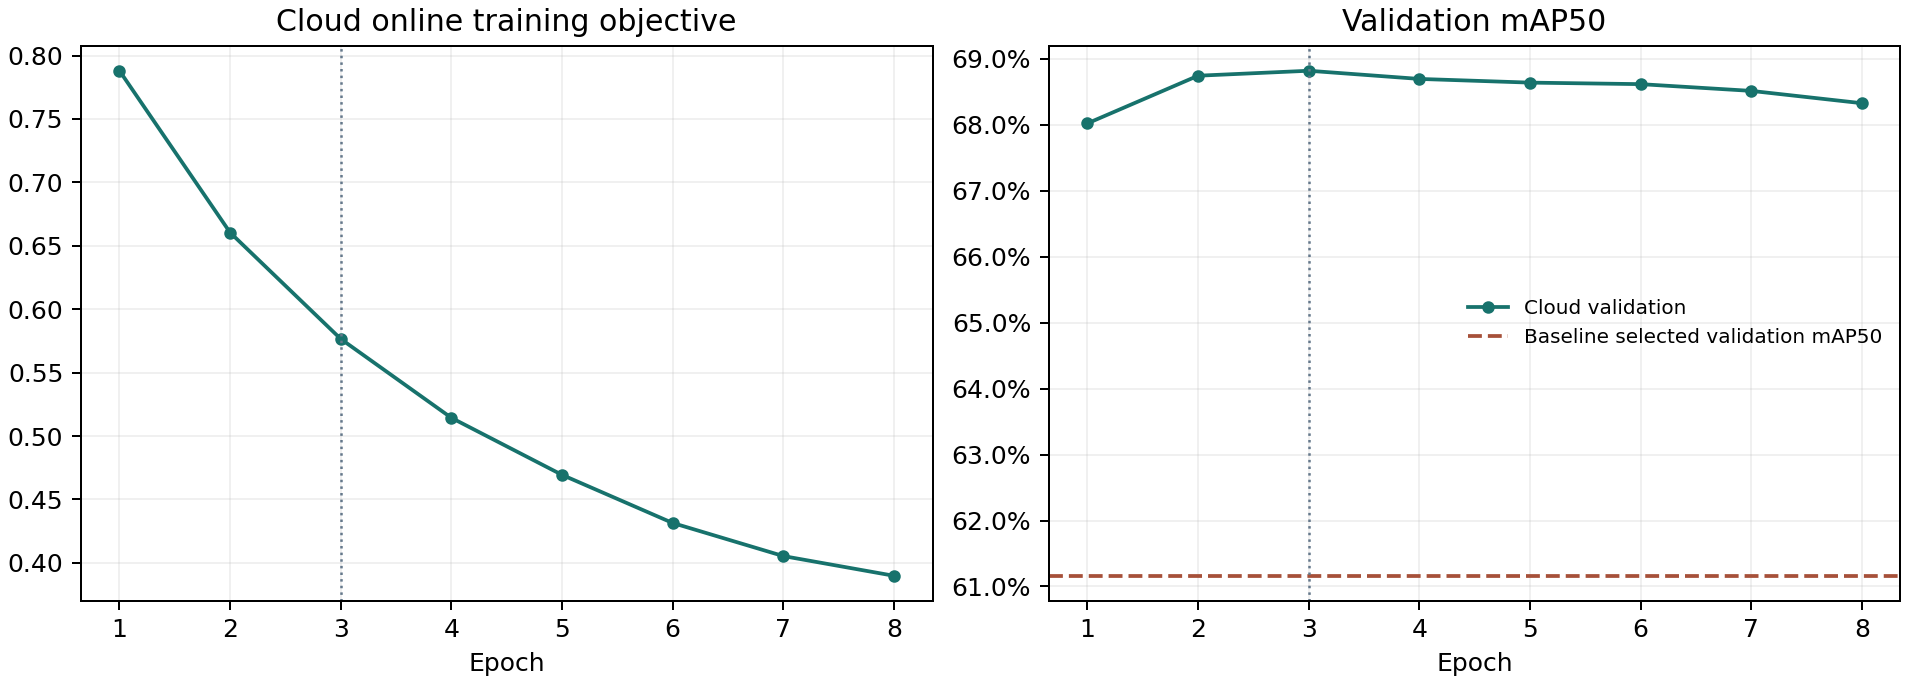 Cloud online training objective
0.80
0.75
0.70
0.65
0.60
0.55
0.50
0.45
0.40
1 2 3 4 5 6 7 8
Epoch
Validation mAP50
69.0%
68.0%
67.0%
66.0%
65.0%
64.0%
63.0%
62.0%
61.0%
Cloud validation
Baseline selected validation mAP50
1 2 3 4 5 6 7 8
Epoch